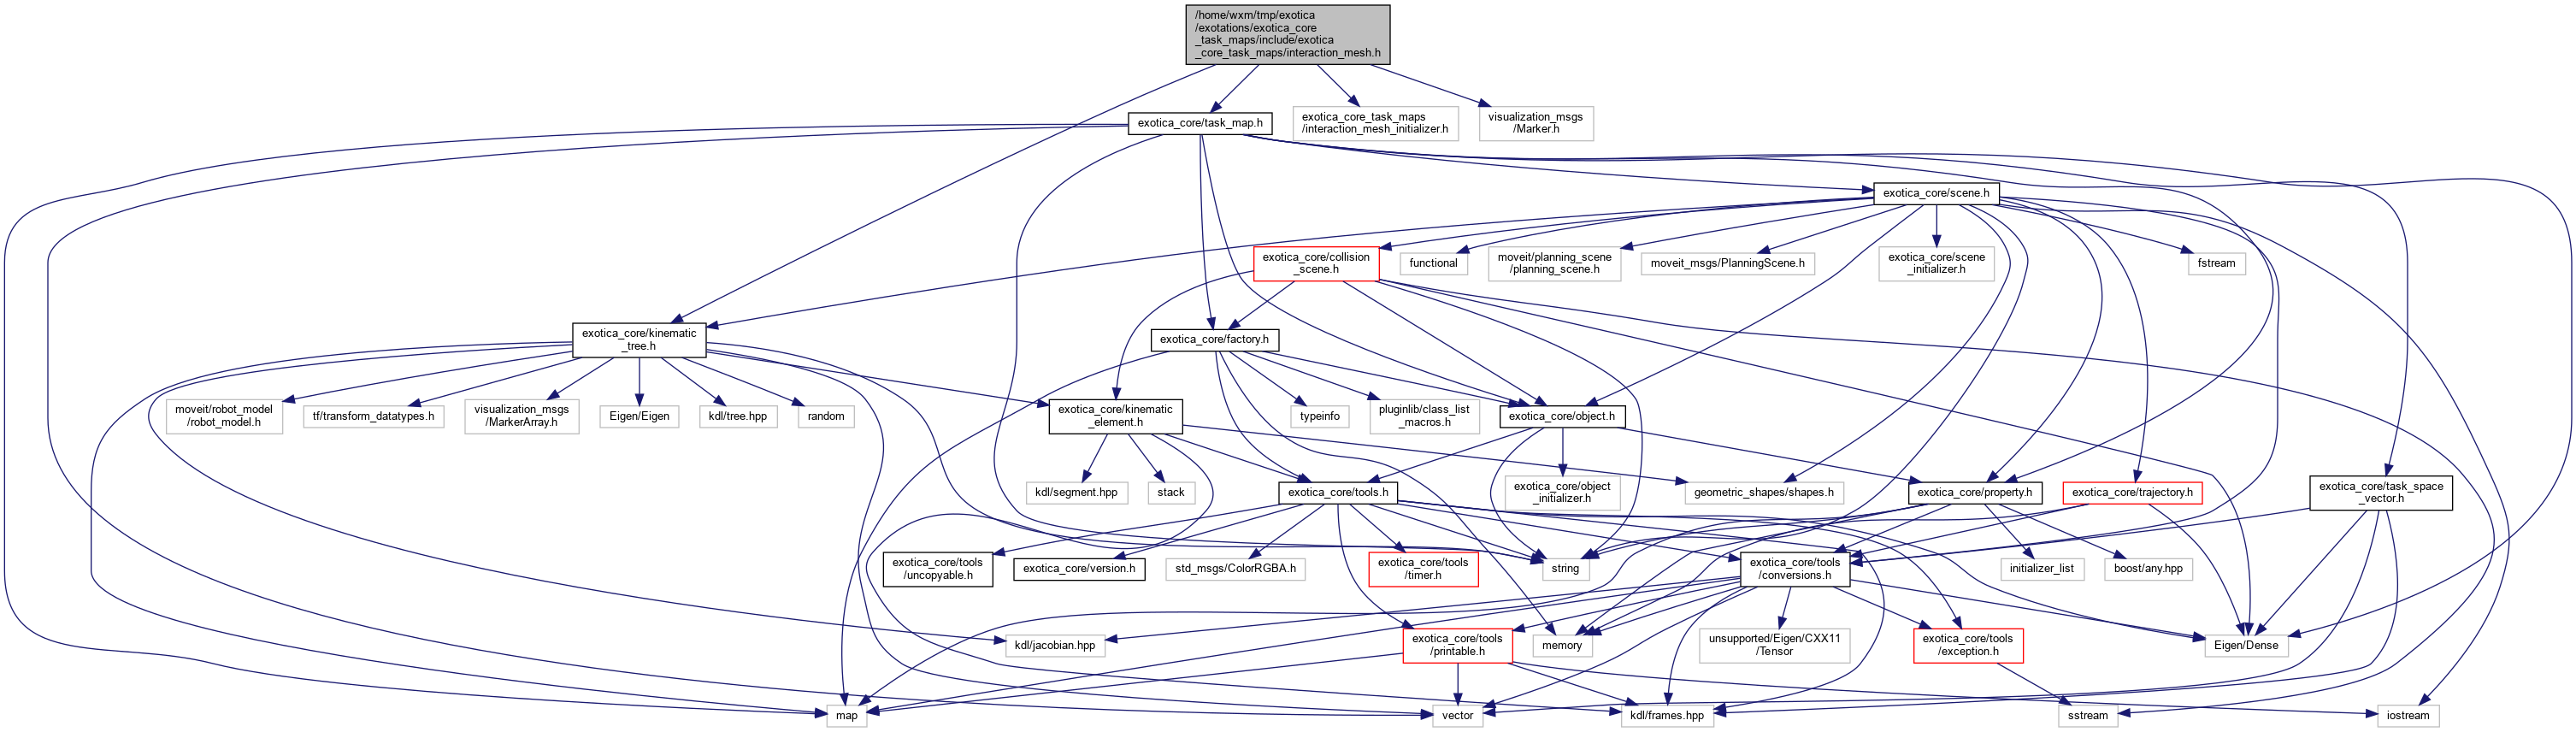 /home/wxm/tmp/exotica
/exotations/exotica_core
_task_maps/include/exotica
_core_task_maps/interaction_mesh.h
exotica_core/task_map.h
exotica_core_task_maps
/interaction_mesh_initializer.h
visualization_msgs
/Marker.h
exotica_core/scene.h
exotica_core/collision
_scene.h
functional
moveit/planning_scene
/planning_scene.h
moveit_msgs/PlanningScene.h
exotica_core/scene
_initializer.h
fstream
exotica_core/kinematic
_tree.h
exotica_core/factory.h
moveit/robot_model
/robot_model.h
tf/transform_datatypes.h
visualization_msgs
/MarkerArray.h
Eigen/Eigen
kdl/tree.hpp
random
exotica_core/kinematic
_element.h
typeinfo
pluginlib/class_list
_macros.h
exotica_core/object.h
kdl/segment.hpp
stack
exotica_core/tools.h
exotica_core/object
_initializer.h
geometric_shapes/shapes.h
exotica_core/property.h
exotica_core/trajectory.h
exotica_core/task_space
_vector.h
exotica_core/tools
/uncopyable.h
exotica_core/version.h
std_msgs/ColorRGBA.h
exotica_core/tools
/timer.h
string
exotica_core/tools
/conversions.h
initializer_list
boost/any.hpp
kdl/jacobian.hpp
exotica_core/tools
/printable.h
memory
unsupported/Eigen/CXX11
/Tensor
exotica_core/tools
/exception.h
Eigen/Dense
map
vector
kdl/frames.hpp
sstream
iostream